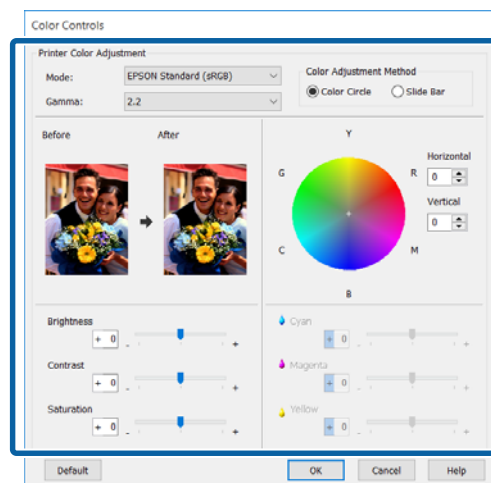 Color Controls
Printer Color Adjustment
Mode: EPSON Standard (sRGB)
Gamma: 2.2
Color Adjustment Method
Color Circle Slide Bar
Before After
Y
G R
C M
B
Horizontal
0
Vertical
0
Brightness
+ 0 - +
Contrast
+ 0 - +
Saturation
+ 0 - +
Cyan
+ 0 - +
Magenta
+ 0 - +
Yellow
+ 0 - +
Default OK Cancel Help